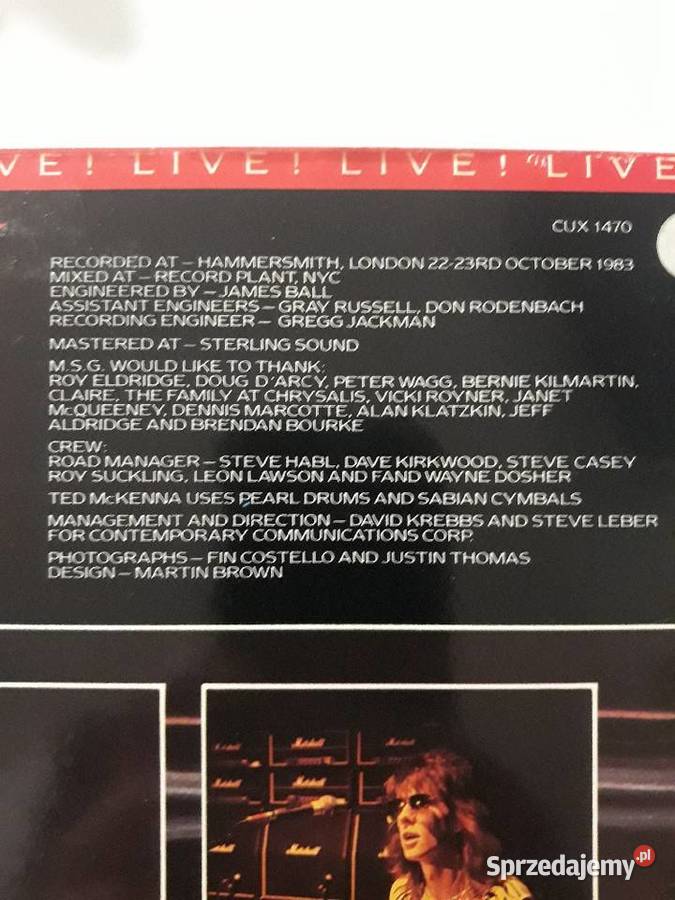 VE! LIVE! LIVE! LIVE
CUX 1470
RECORDED AT – HAMMERSMITH, LONDON 22-23RD OCTOBER 1983
MIXED AT – RECORD PLANT, NYC
ENGINEERED BY – JAMES BALL
ASSISTANT ENGINEERS – GRAY RUSSELL, DON RODENBACH
RECORDING ENGINEER – GREGG JACKMAN
MASTERED AT – STERLING SOUND
M.S.G. WOULD LIKE TO THANK:
ROY ELDRIDGE, DOUG D'ARCY, PETER WAGG, BERNIE KILMARTIN,
CLAIRE, THE FAMILY AT CHRYSALIS, VICKI ROYNER, JANET
McQUEENEY, DENNIS MARCOTTE, ALAN KLATZKIN, JEFF
ALDRIDGE AND BRENDAN BOURKE
CREW:
ROAD MANAGER – STEVE HABL, DAVE KIRKWOOD, STEVE CASEY
ROY SUCKLING, LEON LAWSON AND FAND WAYNE DOSHER
TED McKENNA USES PEARL DRUMS AND SABIAN CYMBALS
MANAGEMENT AND DIRECTION – DAVID KREBBS AND STEVE LEBER
FOR CONTEMPORARY COMMUNICATIONS CORP.
PHOTOGRAPHS – FIN COSTELLO AND JUSTIN THOMAS
DESIGN – MARTIN BROWN
Marshall Marshall
Marshall
Marshall
Sprzedajemy.pl